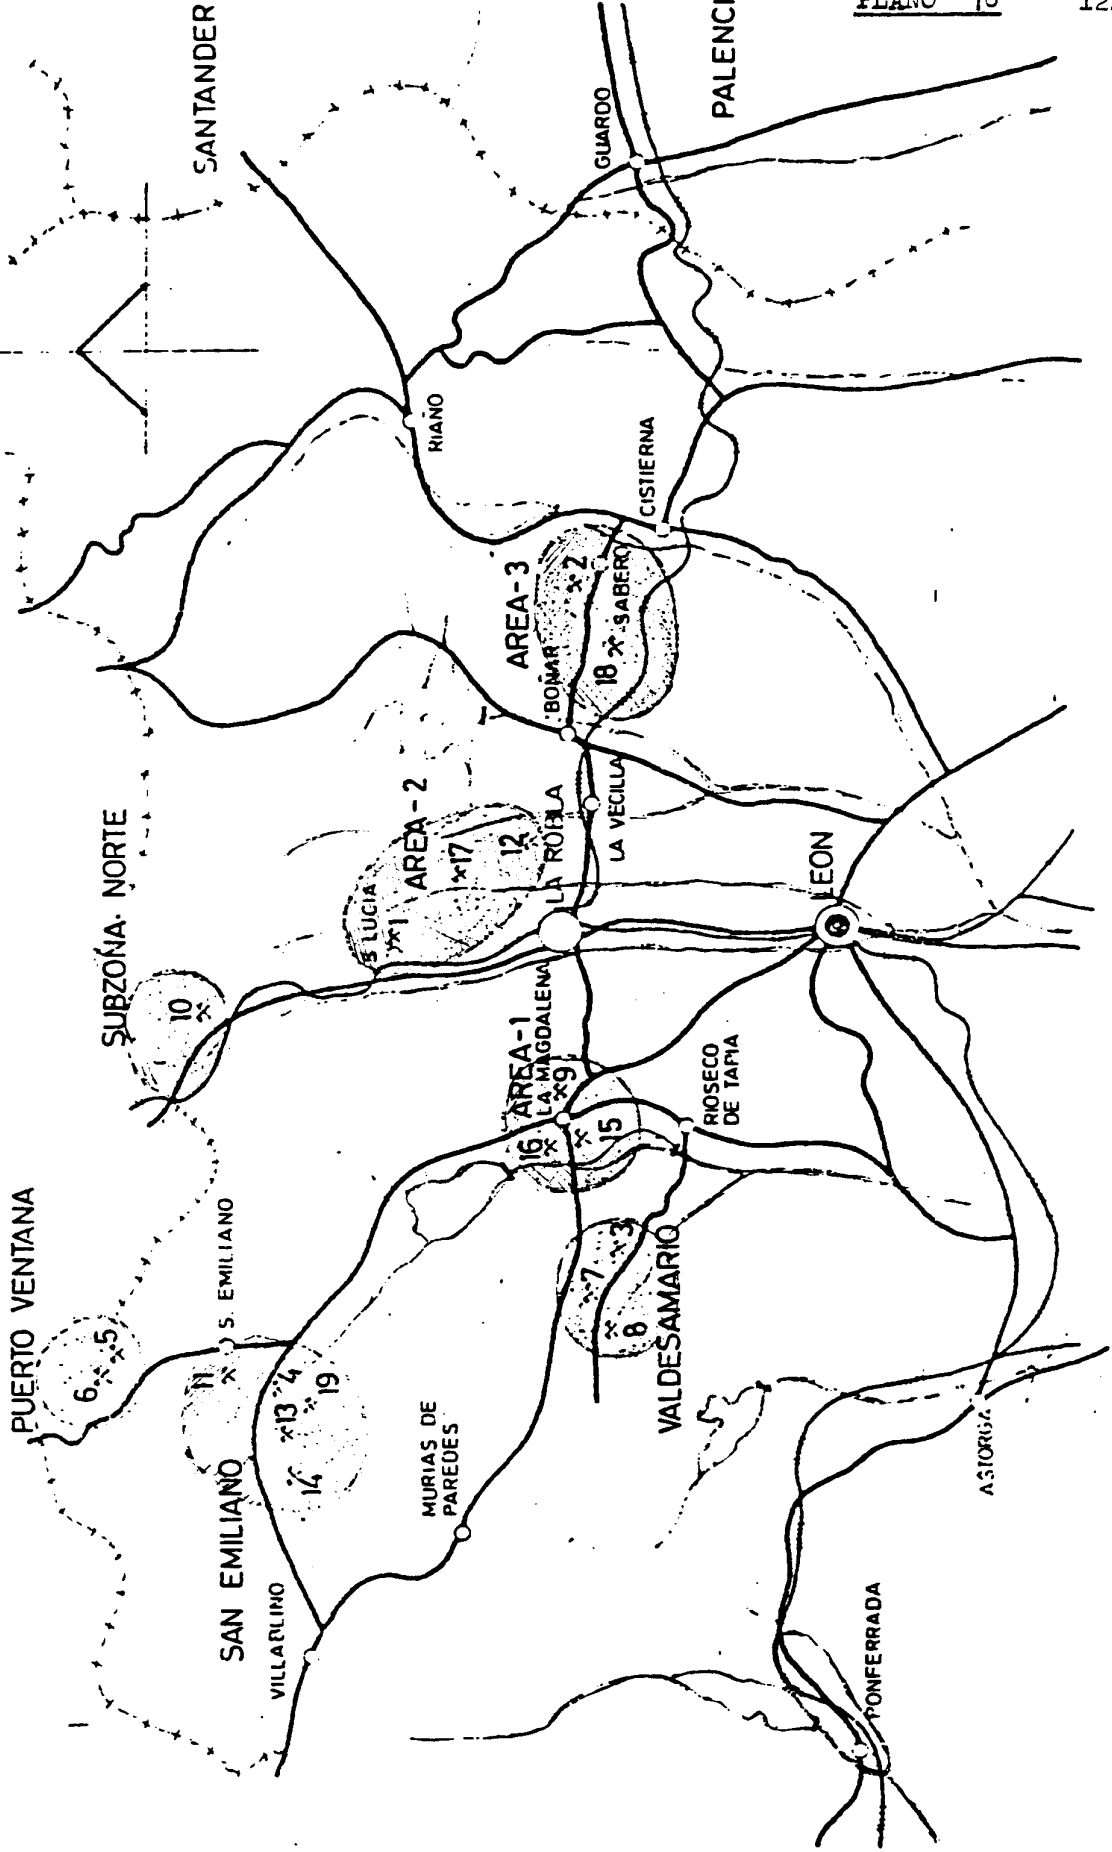 PUERTO VENTANA
6
5
S. EMILIANO
SAN EMILIANO
11
4
13
19
14
VILLABLINO
MURIAS DE
PAREDES
SUBZONA NORTE
10
SANTANDER
S LUCIA
1
AREA-2
17
12
LA ROBLA
LA VECILLA
AREA-1
LA MAGDALENA
9
16
15
RIOSECO
DE TAPIA
7
3
8
VALDESAMARIO
AREA-3
BOÑAR
2
18
SABERO
CISTIERNA
RIAÑO
GUARDO
LEON
ASTORGA
PONFERRADA